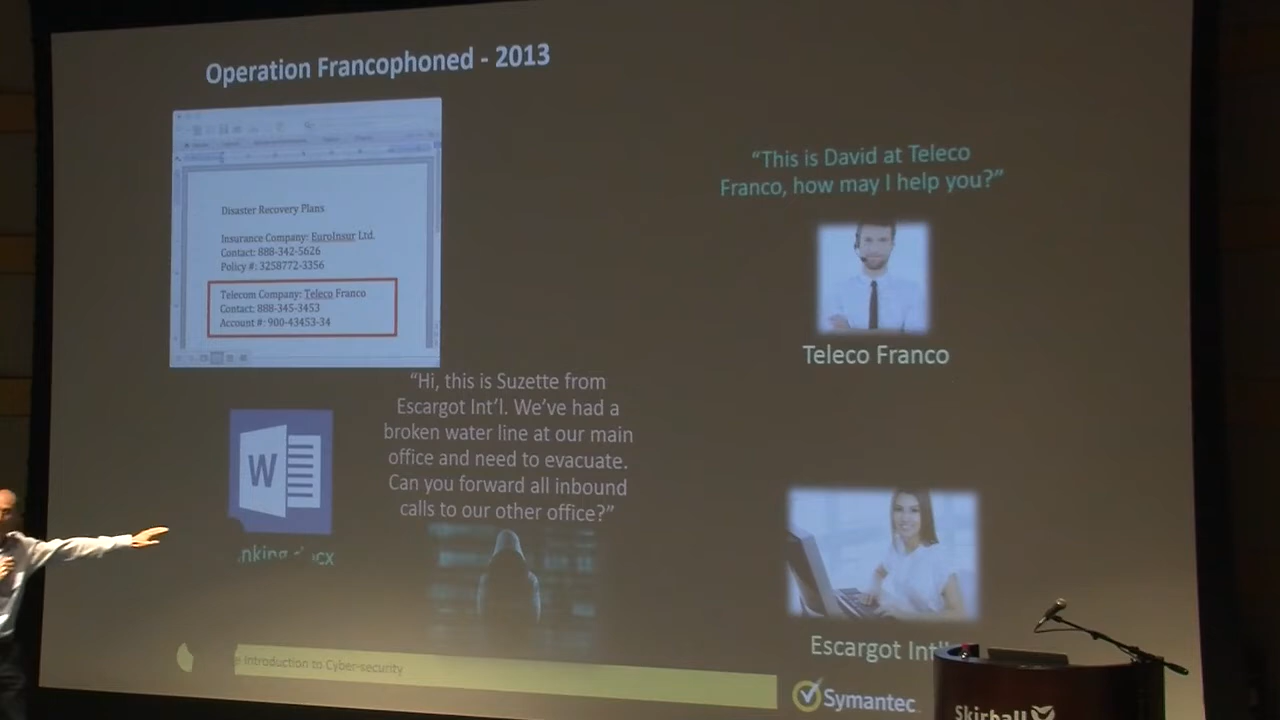 Operation Francophoned - 2013
Disaster Recovery Plans
Insurance Company: EuroInsur Ltd.
Contact: 888-342-5626
Policy #: 3258772-3356
Telecom Company: Teleco Franco
Contact: 888-345-3453
Account #: 900-43453-34
"This is David at Teleco
Franco, how may I help you?"
Teleco Franco
"Hi, this is Suzette from
Escargot Int'l. We've had a
broken water line at our main
office and need to evacuate.
Can you forward all inbound
calls to our other office?"
W
Escargot Int'
Introduction to Cyber-security
Symantec
Skirball